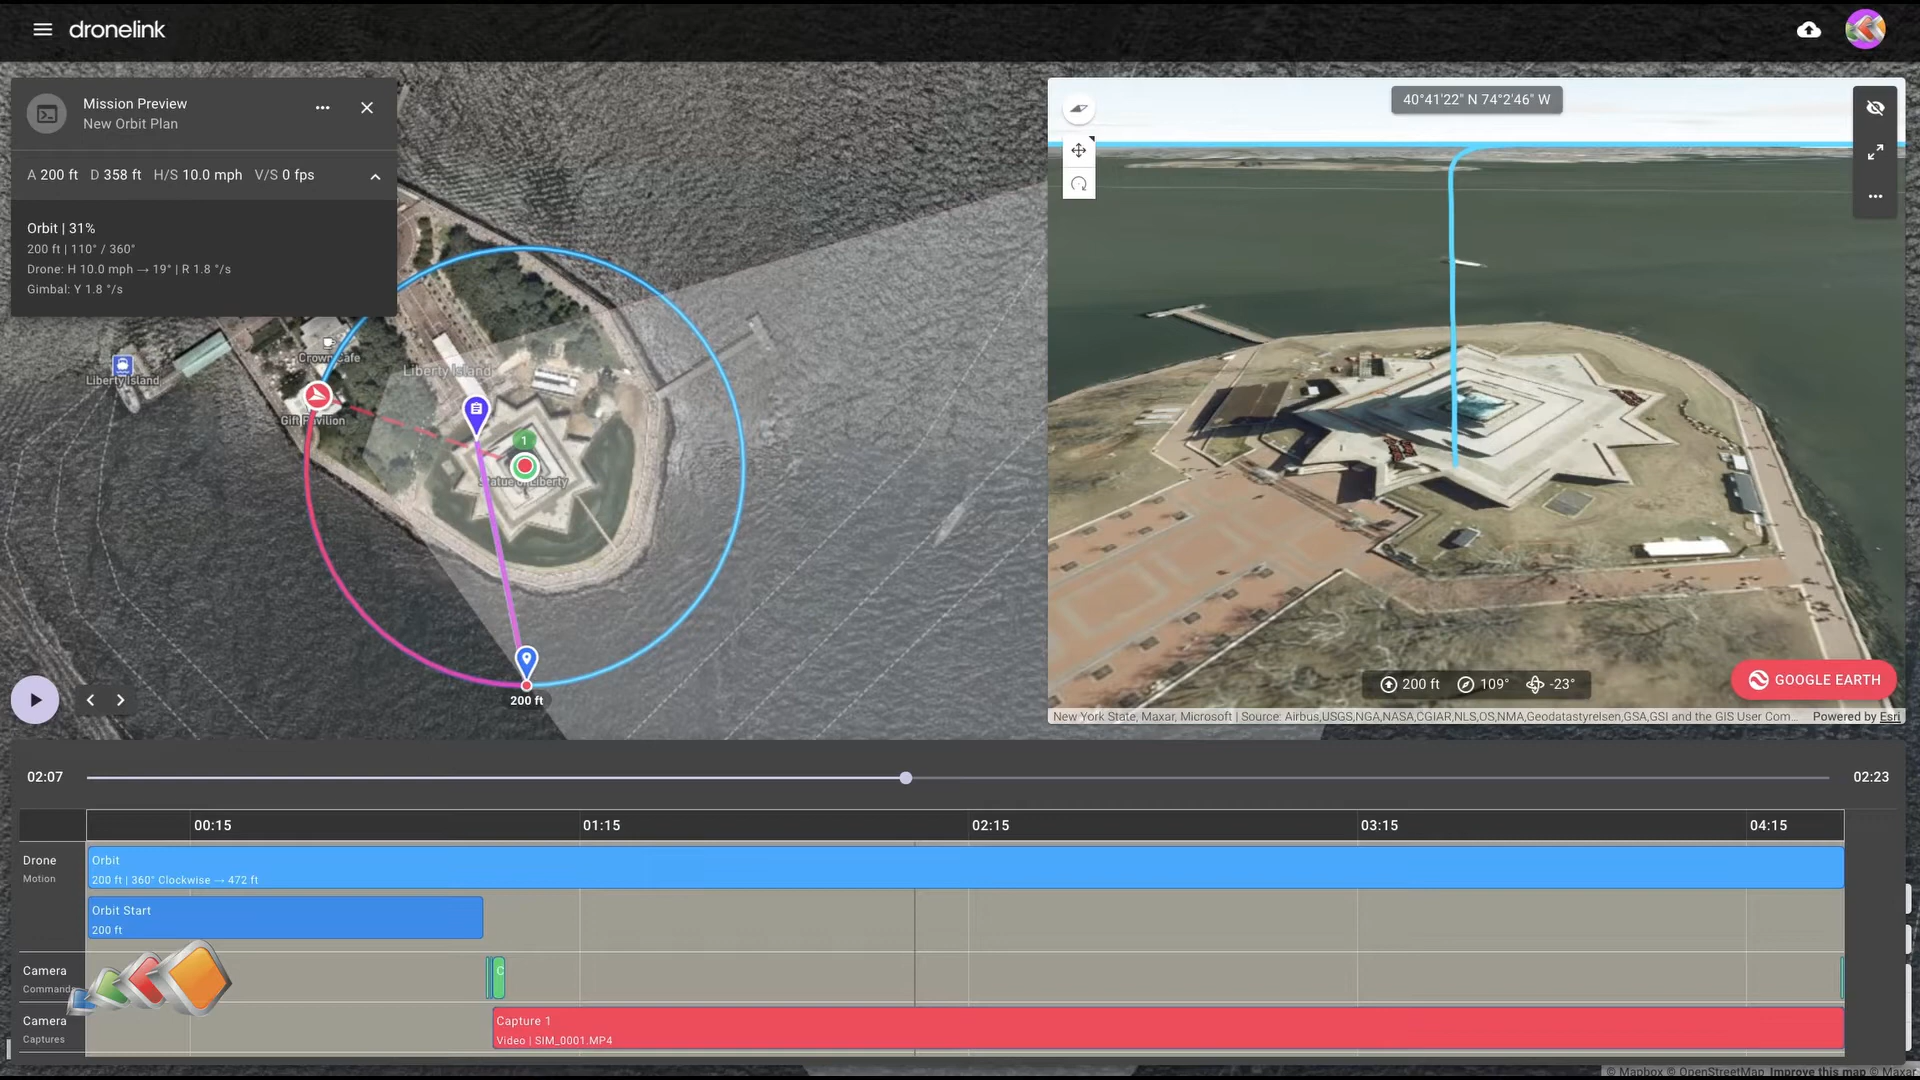 dronelink
Mission Preview
New Orbit Plan
A 200 ft D 358 ft H/S 10.0 mph V/S 0 fps
Orbit | 31%
200 ft | 110° / 360°
Drone: H 10.0 mph → 19° | R 1.8 °/s
Gimbal: Y 1.8 °/s
Crown Cafe
Liberty Island
Liberty Island
Gift Pavilion
1
Statue of Liberty
200 ft
40°41'22" N 74°2'46" W
200 ft 109° -23°
GOOGLE EARTH
New York State, Maxar, Microsoft | Source: Airbus,USGS,NGA,NASA,CGIAR,NLS,OS,NMA,Geodatastyrelsen,GSA,GSI and the GIS User Com... Powered by Esri
02:07
02:23
00:15 01:15 02:15 03:15 04:15
Drone
Motion
Orbit
200 ft | 360° Clockwise → 472 ft
Orbit Start
200 ft
Camera
Commands
C
Camera
Captures
Capture 1
Video | SIM_0001.MP4
© Mapbox © OpenStreetMap Improve this map © Maxar